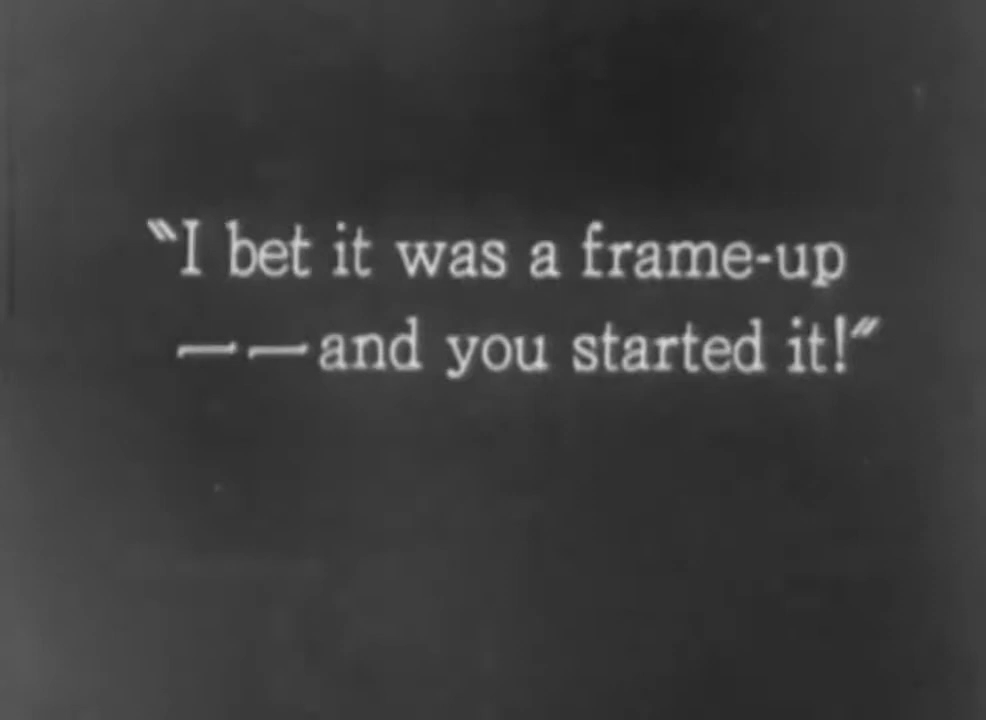 "I bet it was a frame-up
——and you started it!"